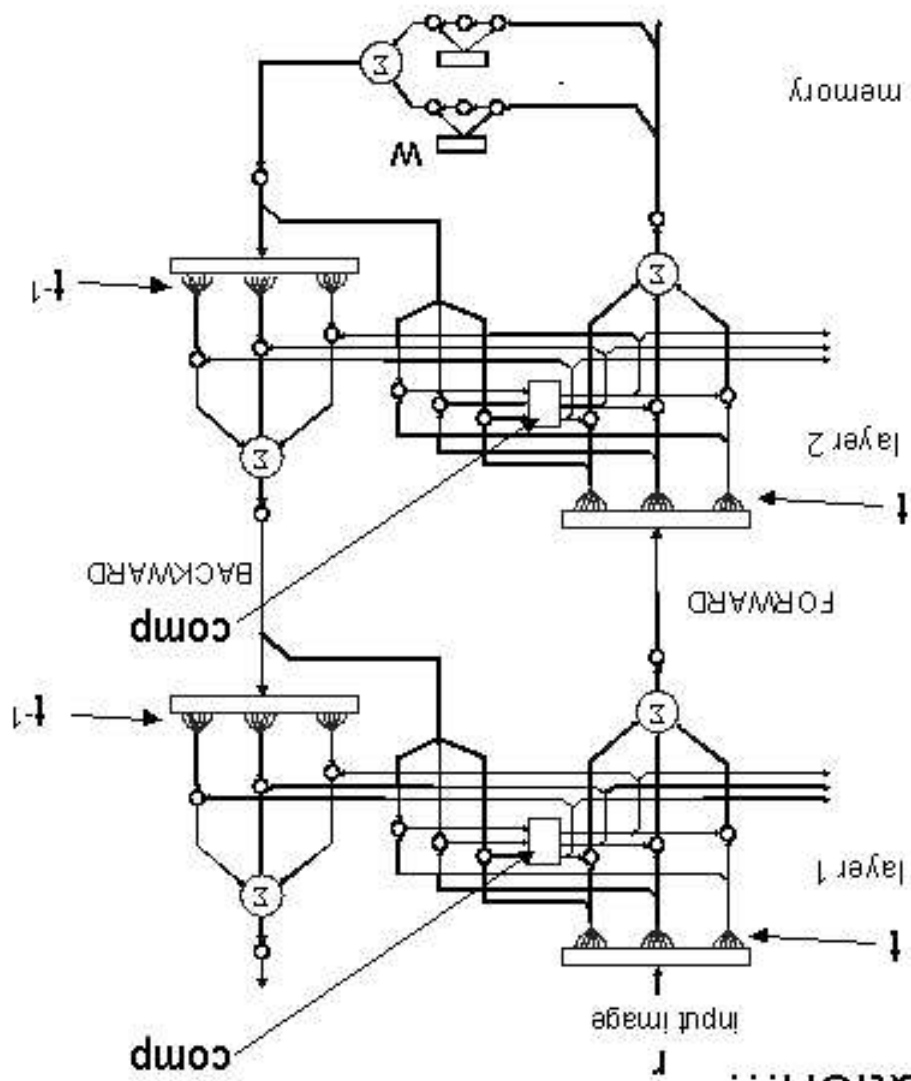 r
comp
input image
t
Σ
layer 1
Σ
t-1
comp
FORWARD
BACKWARD
t
Σ
layer 2
t-1
Σ
W
memory
Σ